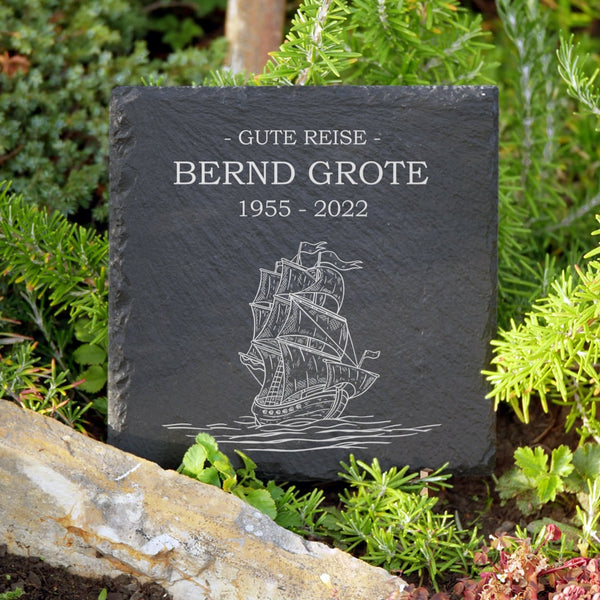 - GUTE REISE -
BERND GROTE
1955 - 2022